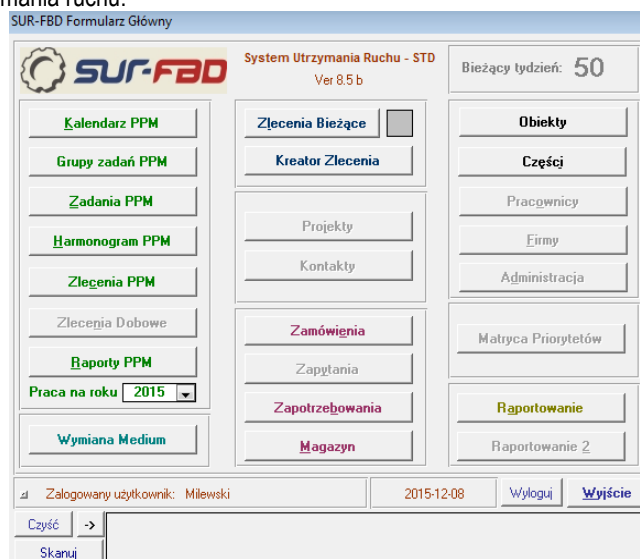 mania ruchu.
SUR-FBD Formularz Główny
SUR-FBD
System Utrzymania Ruchu - STD
Ver 8.5 b
Bieżący tydzień: 50
Kalendarz PPM
Grupy zadań PPM
Zadania PPM
Harmonogram PPM
Zlecenia PPM
Zlecenia Dobowe
Raporty PPM
Praca na roku 2015
Wymiana Medium
Zlecenia Bieżące
Kreator Zlecenia
Projekty
Kontakty
Zamówienia
Zapytania
Zapotrzebowania
Magazyn
Obiekty
Części
Pracownicy
Firmy
Administracja
Matryca Priorytetów
Raportowanie
Raportowanie 2
Zalogowany użytkownik: Milewski
2015-12-08
Wyloguj
Wyjście
Czyść ->
Skanuj